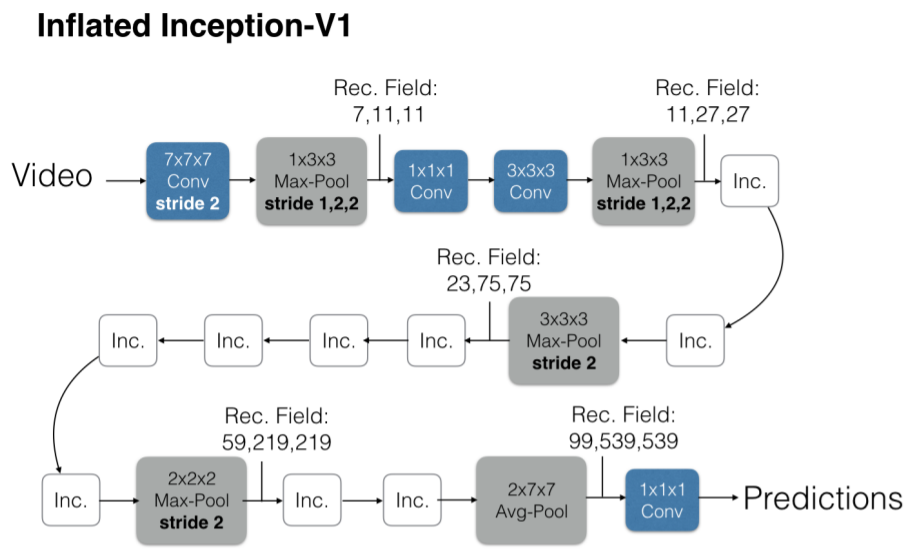 Inflated Inception-V1
Rec. Field:
7,11,11
Rec. Field:
11,27,27
Video
7x7x7
Conv
stride 2
1x3x3
Max-Pool
stride 1,2,2
1x1x1
Conv
3x3x3
Conv
1x3x3
Max-Pool
stride 1,2,2
Inc.
Rec. Field:
23,75,75
Inc.
3x3x3
Max-Pool
stride 2
Inc.
Inc.
Inc.
Inc.
Rec. Field:
59,219,219
Rec. Field:
99,539,539
Inc.
2x2x2
Max-Pool
stride 2
Inc.
Inc.
2x7x7
Avg-Pool
1x1x1
Conv
Predictions